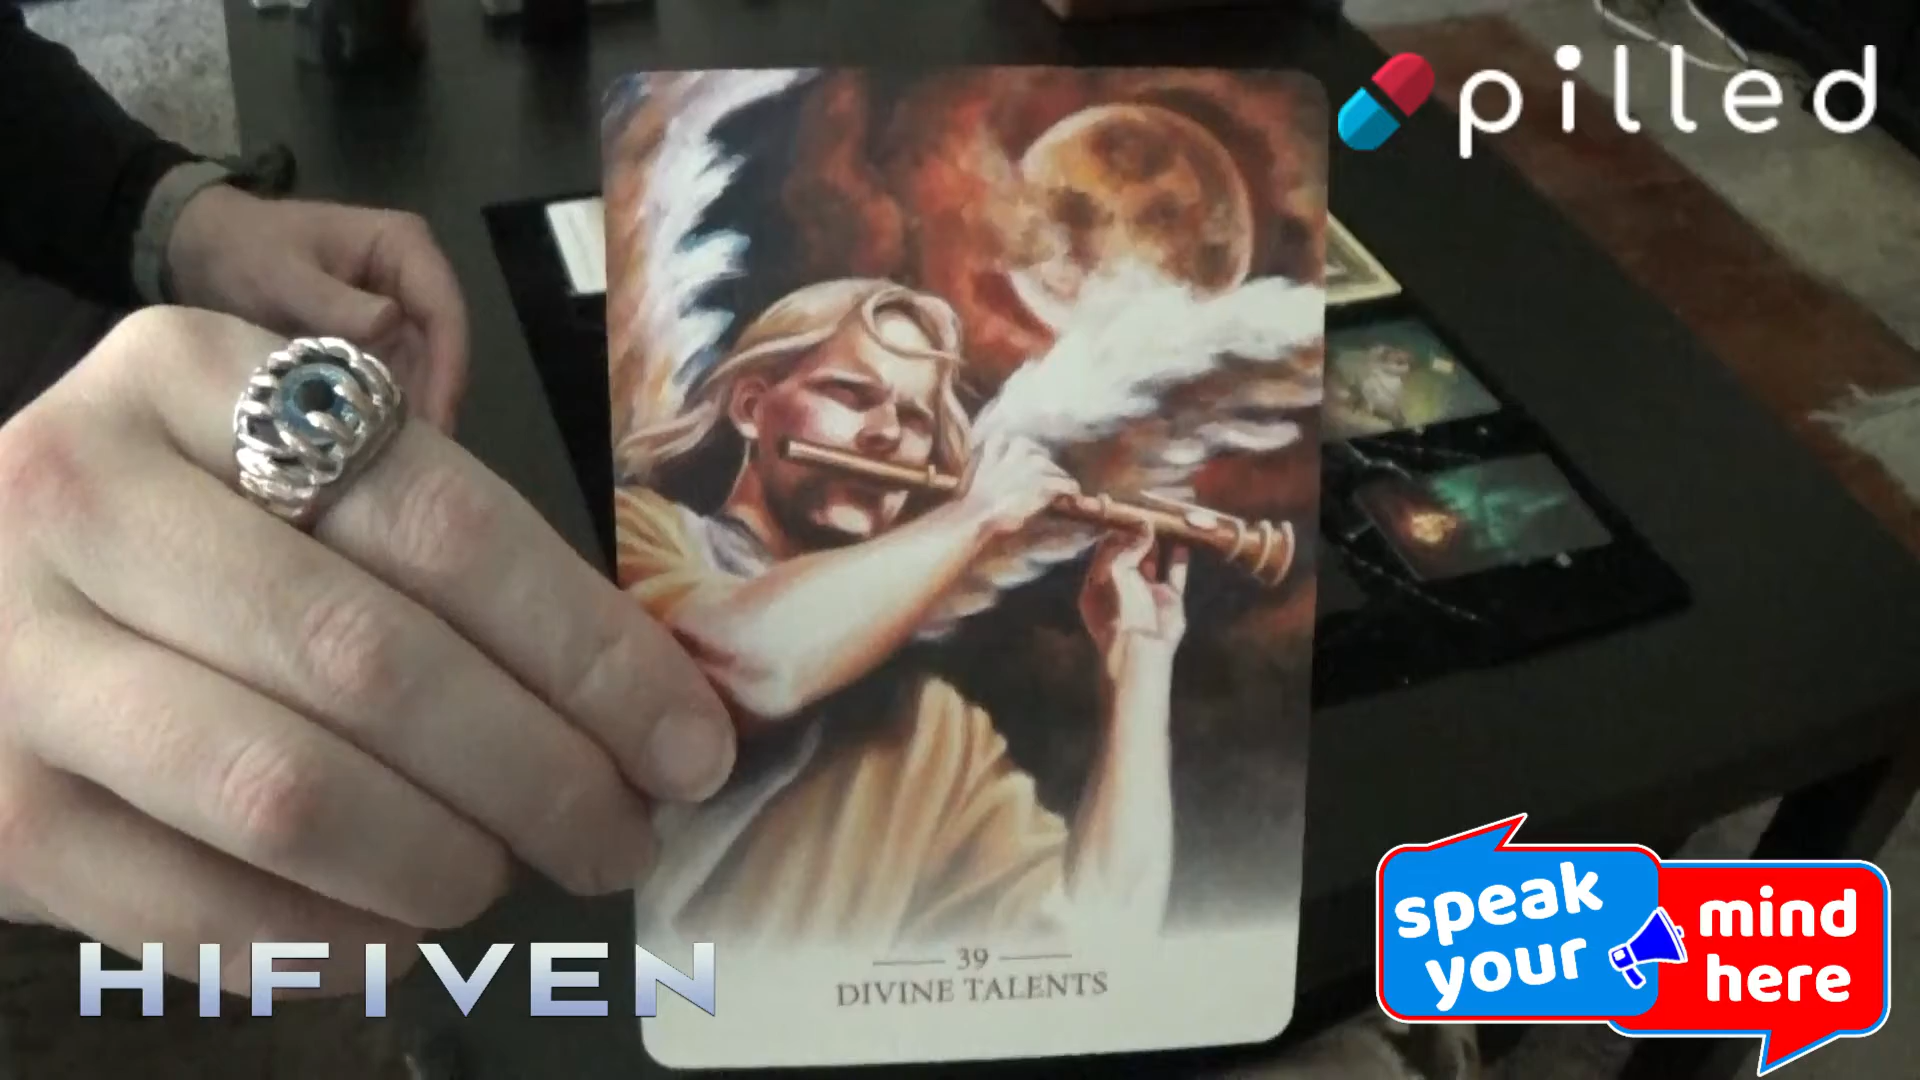 pilled
39
DIVINE TALENTS
HIFIVEN
speak
your
mind
here